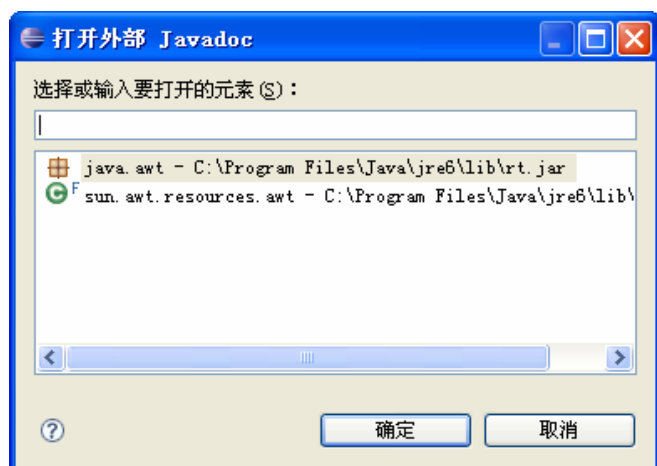 打开外部 Javadoc
选择或输入要打开的元素(S)：
java.awt - C:\Program Files\Java\jre6\lib\rt.jar
F sun.awt.resources.awt - C:\Program Files\Java\jre6\lib\
确定
取消